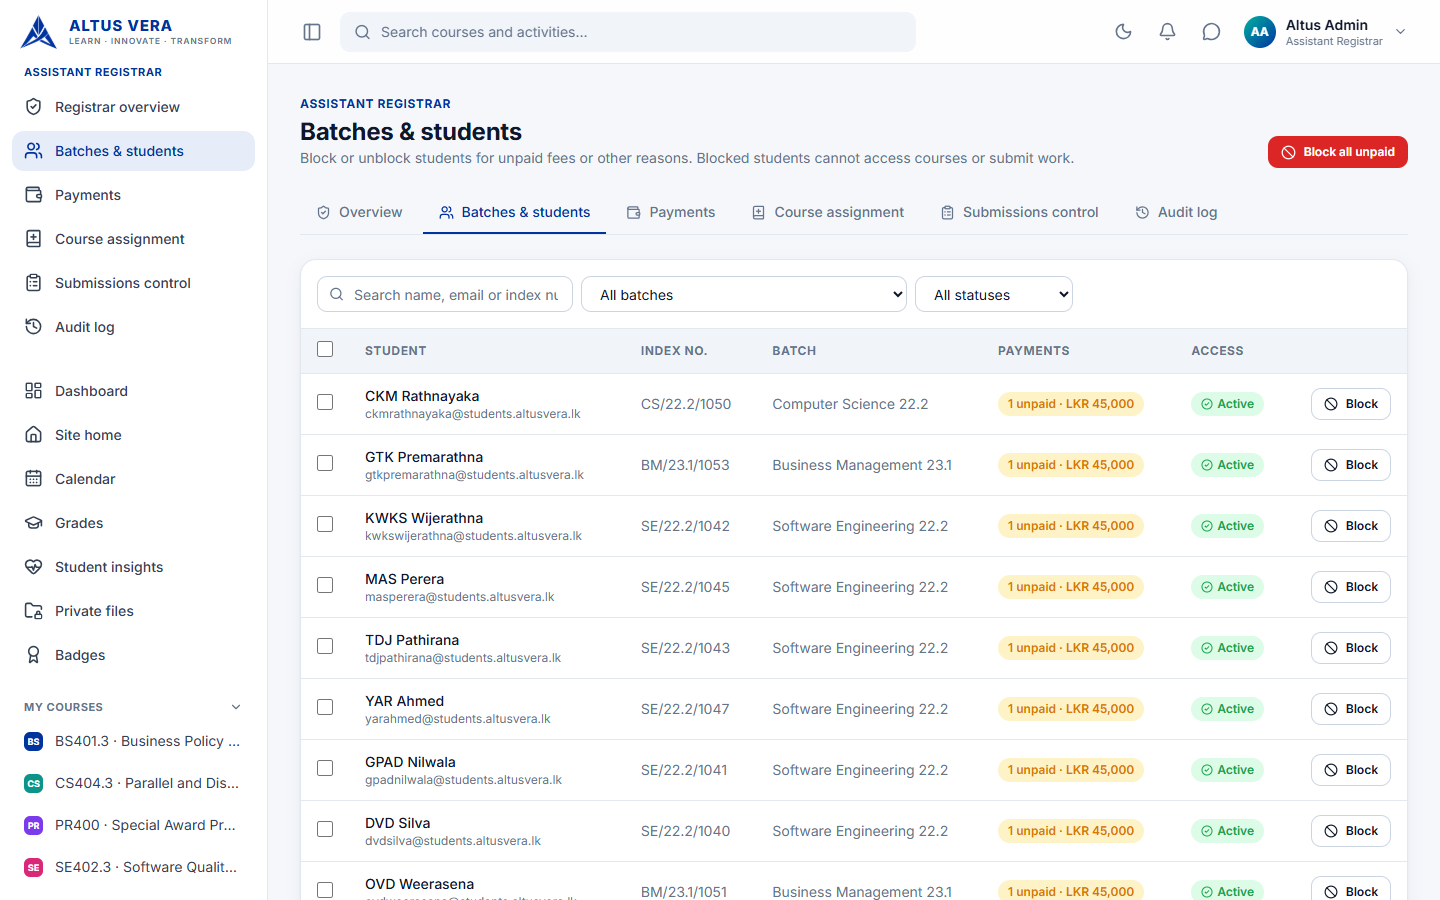 ALTUS VERA
LEARN · INNOVATE · TRANSFORM
ASSISTANT REGISTRAR
Registrar overview
Batches & students
Payments
Course assignment
Submissions control
Audit log
Dashboard
Site home
Calendar
Grades
Student insights
Private files
Badges
MY COURSES
BS BS401.3 · Business Policy ...
CS CS404.3 · Parallel and Dis...
PR PR400 · Special Award Pr...
SE SE402.3 · Software Qualit...
Search courses and activities...
AA Altus Admin
Assistant Registrar
ASSISTANT REGISTRAR
Batches & students
Block or unblock students for unpaid fees or other reasons. Blocked students cannot access courses or submit work.
Block all unpaid
Overview Batches & students Payments Course assignment Submissions control Audit log
Search name, email or index nu All batches All statuses
STUDENT INDEX NO. BATCH PAYMENTS ACCESS
CKM Rathnayaka CS/22.2/1050 Computer Science 22.2 1 unpaid · LKR 45,000 Active Block
ckmrathnayaka@students.altusvera.lk
GTK Premarathna BM/23.1/1053 Business Management 23.1 1 unpaid · LKR 45,000 Active Block
gtkpremarathna@students.altusvera.lk
KWKS Wijerathna SE/22.2/1042 Software Engineering 22.2 1 unpaid · LKR 45,000 Active Block
kwkswijerathna@students.altusvera.lk
MAS Perera SE/22.2/1045 Software Engineering 22.2 1 unpaid · LKR 45,000 Active Block
masperera@students.altusvera.lk
TDJ Pathirana SE/22.2/1043 Software Engineering 22.2 1 unpaid · LKR 45,000 Active Block
tdjpathirana@students.altusvera.lk
YAR Ahmed SE/22.2/1047 Software Engineering 22.2 1 unpaid · LKR 45,000 Active Block
yarahmed@students.altusvera.lk
GPAD Nilwala SE/22.2/1041 Software Engineering 22.2 1 unpaid · LKR 45,000 Active Block
gpadnilwala@students.altusvera.lk
DVD Silva SE/22.2/1040 Software Engineering 22.2 1 unpaid · LKR 45,000 Active Block
dvdsilva@students.altusvera.lk
OVD Weerasena BM/23.1/1051 Business Management 23.1 1 unpaid · LKR 45,000 Active Block